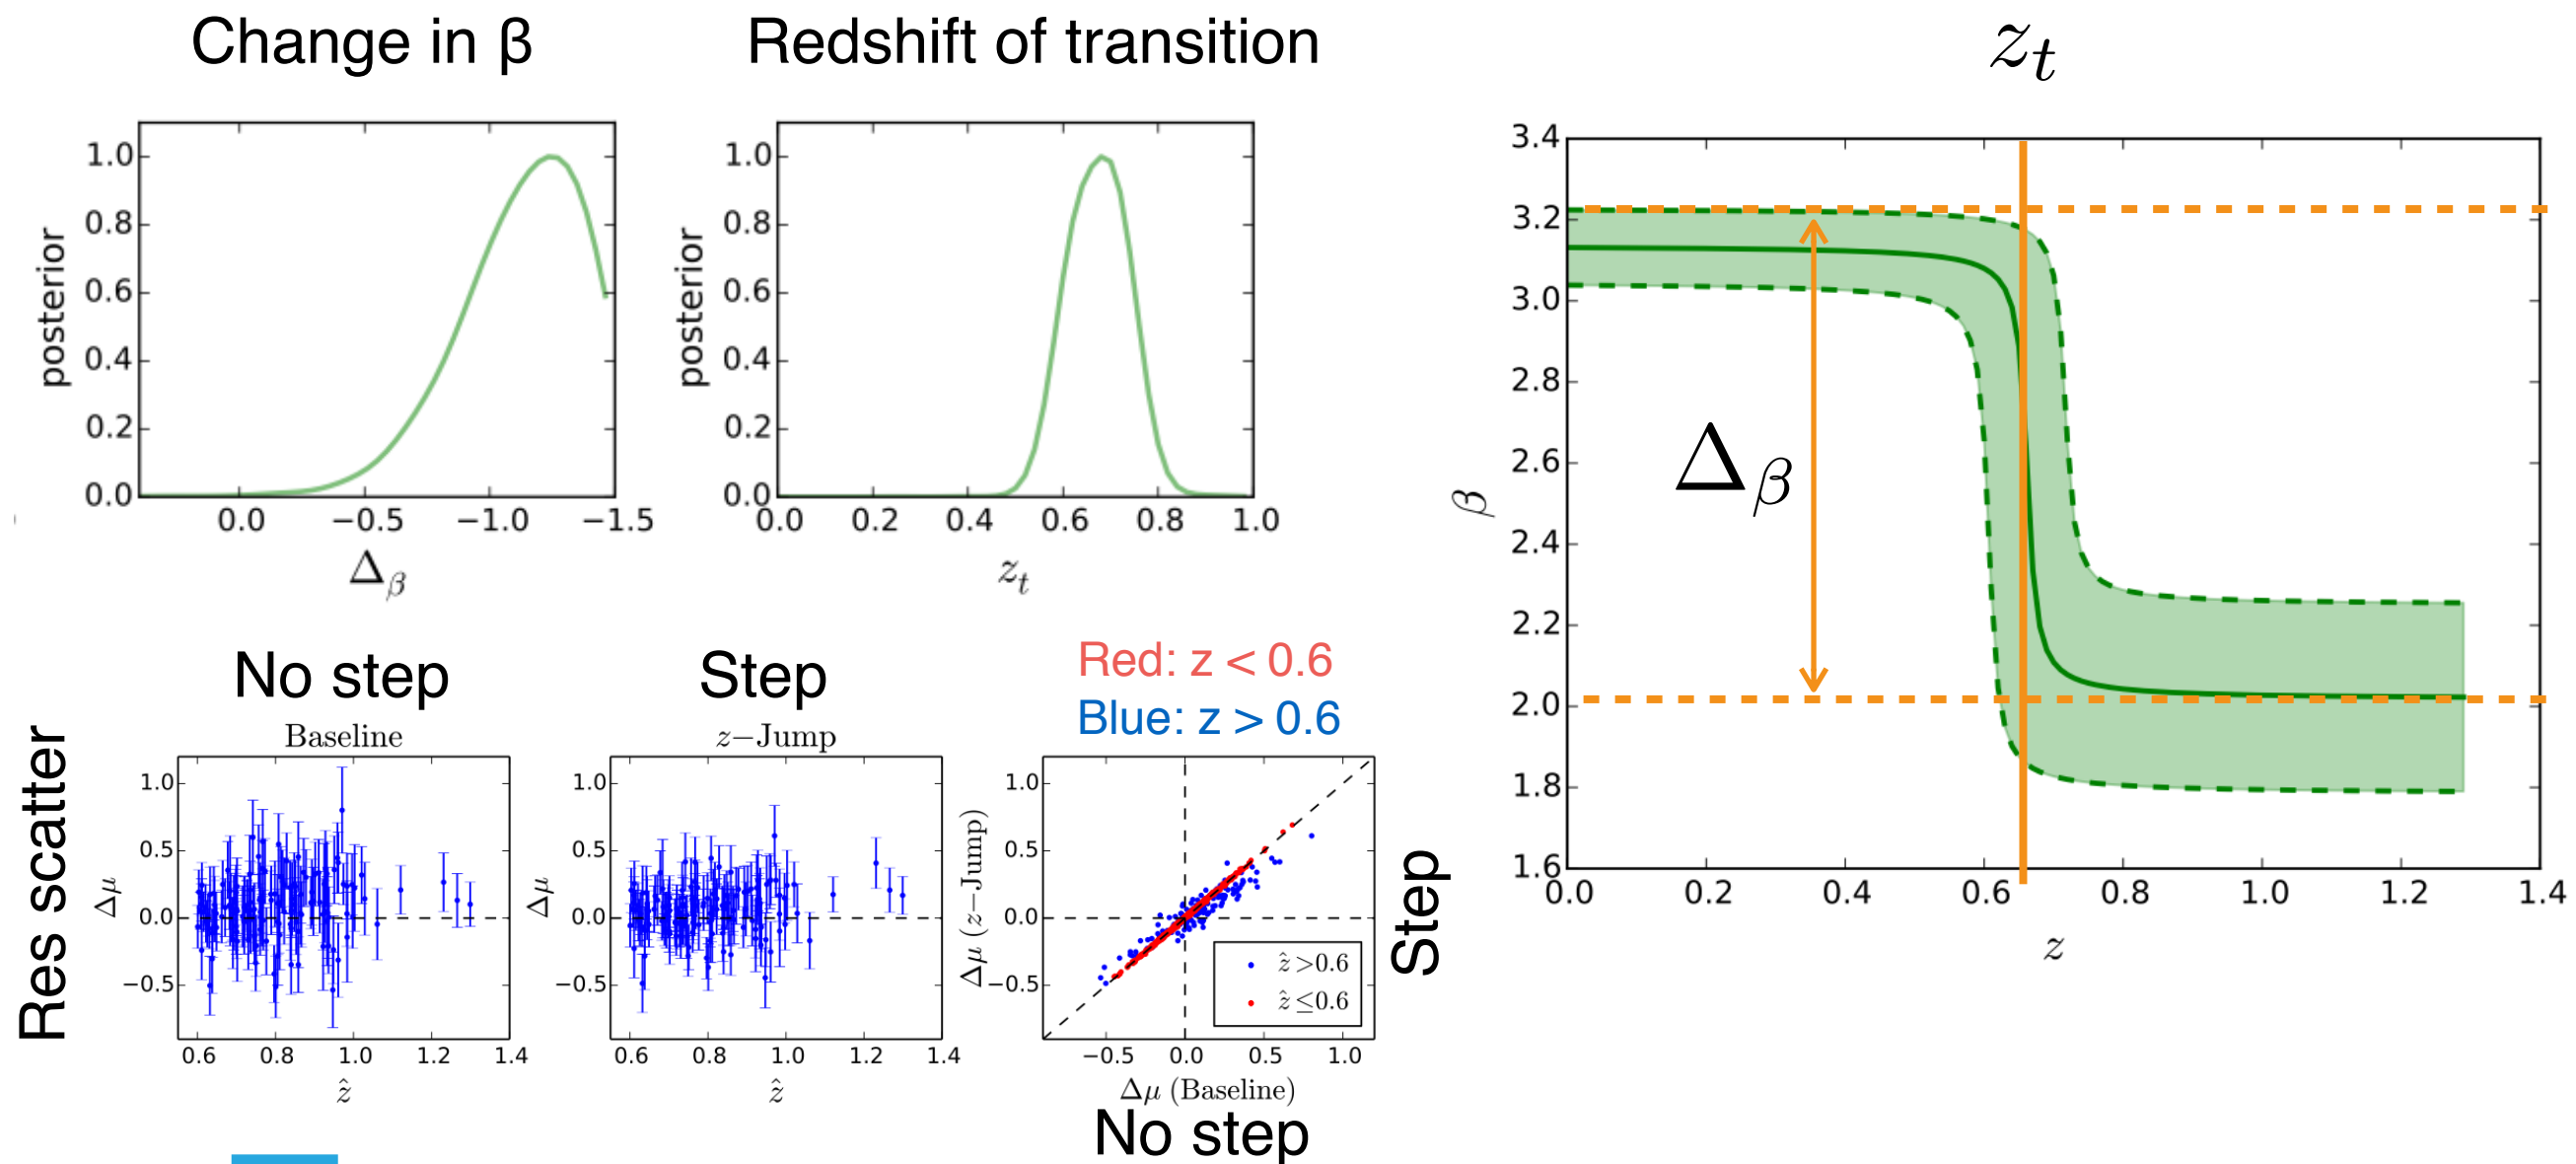 Change in β
Redshift of transition
z_t
posterior
1.0
0.8
0.6
0.4
0.2
0.0
0.0
−0.5
−1.0
−1.5
Δ_β
posterior
1.0
0.8
0.6
0.4
0.2
0.0
0.0
0.2
0.4
0.6
0.8
1.0
z_t
β
3.4
3.2
3.0
2.8
2.6
2.4
2.2
2.0
1.8
1.6
0.0
0.2
0.4
0.6
0.8
1.0
1.2
1.4
z
Δ_β
No step
Step
Red: z < 0.6
Blue: z > 0.6
Res scatter
Baseline
Δμ
1.0
0.5
0.0
−0.5
0.6
0.8
1.0
1.2
1.4
ẑ
z−Jump
Δμ
1.0
0.5
0.0
−0.5
0.6
0.8
1.0
1.2
1.4
ẑ
Δμ (z−Jump)
1.0
0.5
0.0
−0.5
−0.5
0.0
0.5
1.0
ẑ>0.6
ẑ≤0.6
Δμ (Baseline)
Step
No step